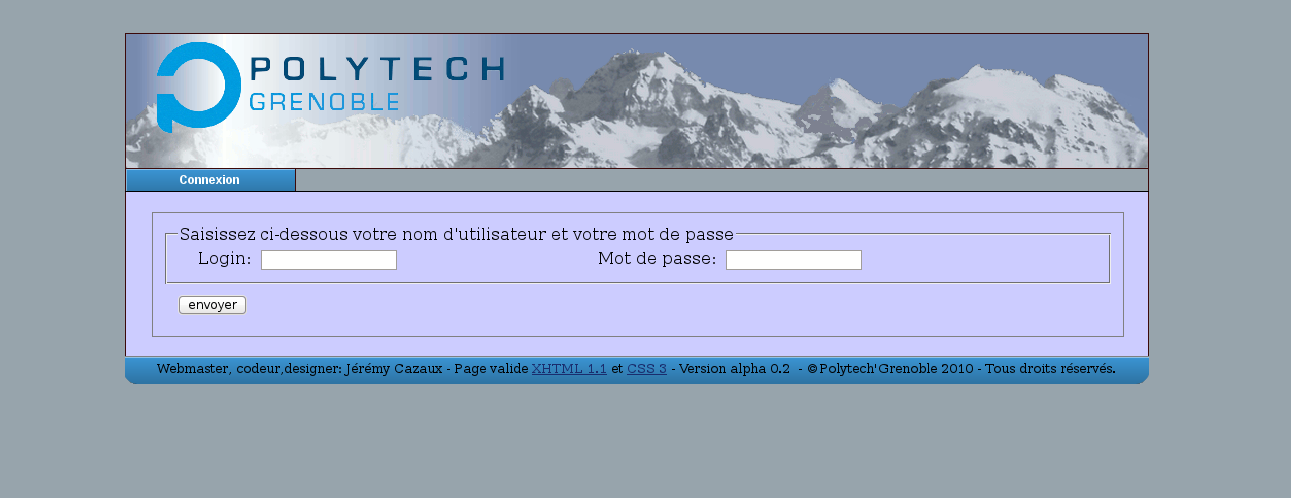 POLYTECH
GRENOBLE
Connexion
Saisissez ci-dessous votre nom d'utilisateur et votre mot de passe
Login: Mot de passe:
envoyer
Webmaster, codeur,designer: Jérémy Cazaux - Page valide XHTML 1.1 et CSS 3 - Version alpha 0.2 - ©Polytech'Grenoble 2010 - Tous droits réservés.